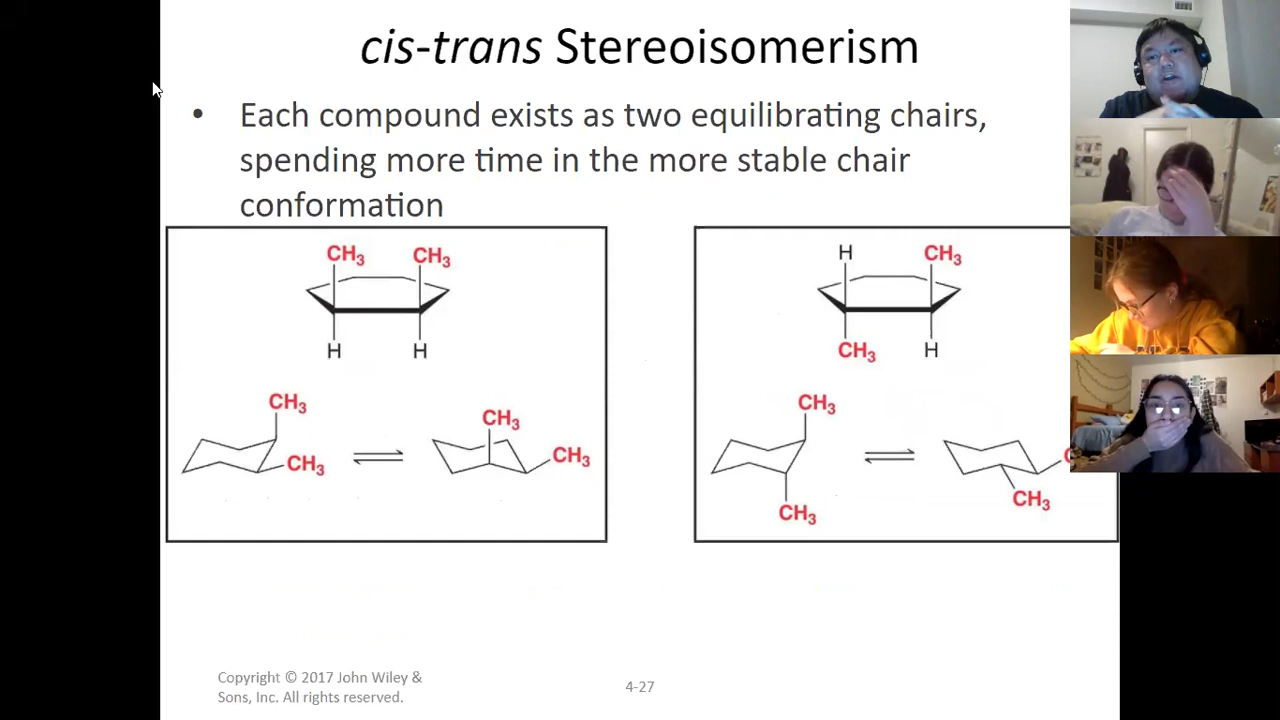 cis-trans Stereoisomerism
• Each compound exists as two equilibrating chairs,
spending more time in the more stable chair
conformation
CH₃ CH₃
H H
CH₃
CH₃
CH₃
CH₃
H CH₃
CH₃ H
CH₃
CH₃
CH₃
Copyright © 2017 John Wiley &
Sons, Inc. All rights reserved.
4-27